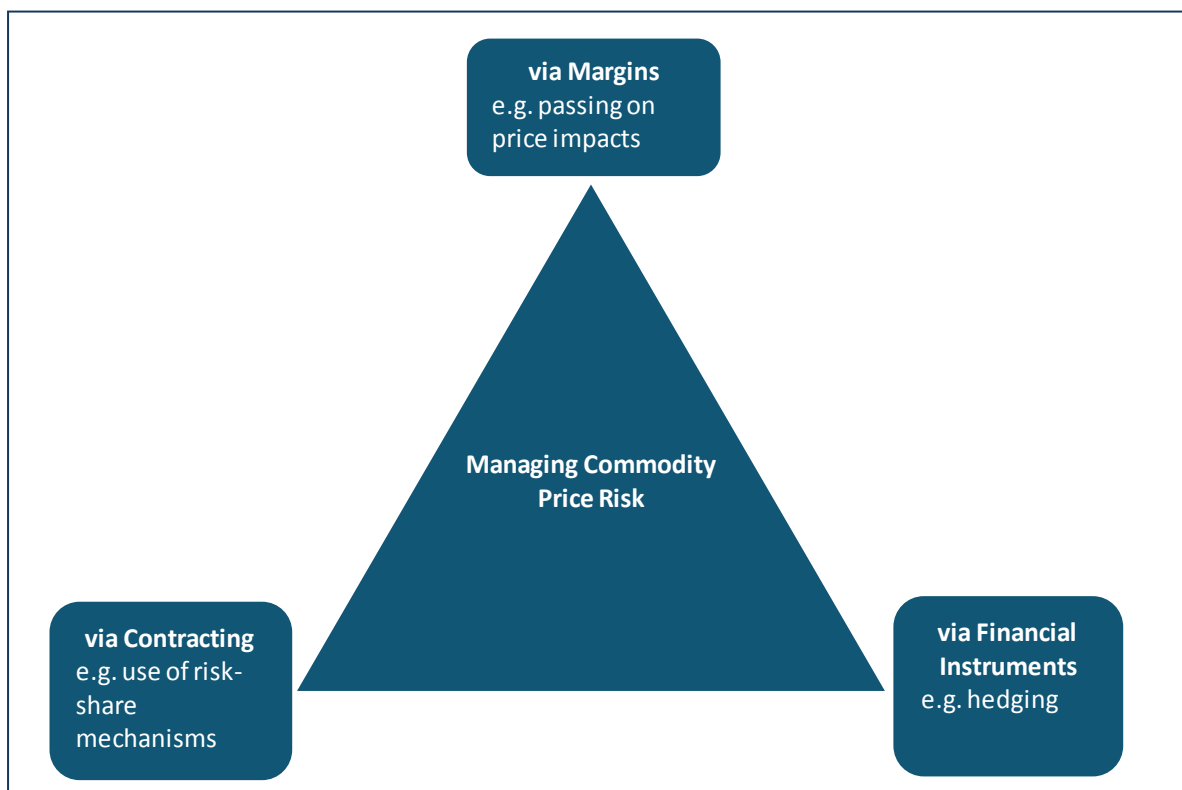 via Margins
e.g. passing on
price impacts
Managing Commodity
Price Risk
via Contracting
e.g. use of risk-
share
mechanisms
via Financial
Instruments
e.g. hedging